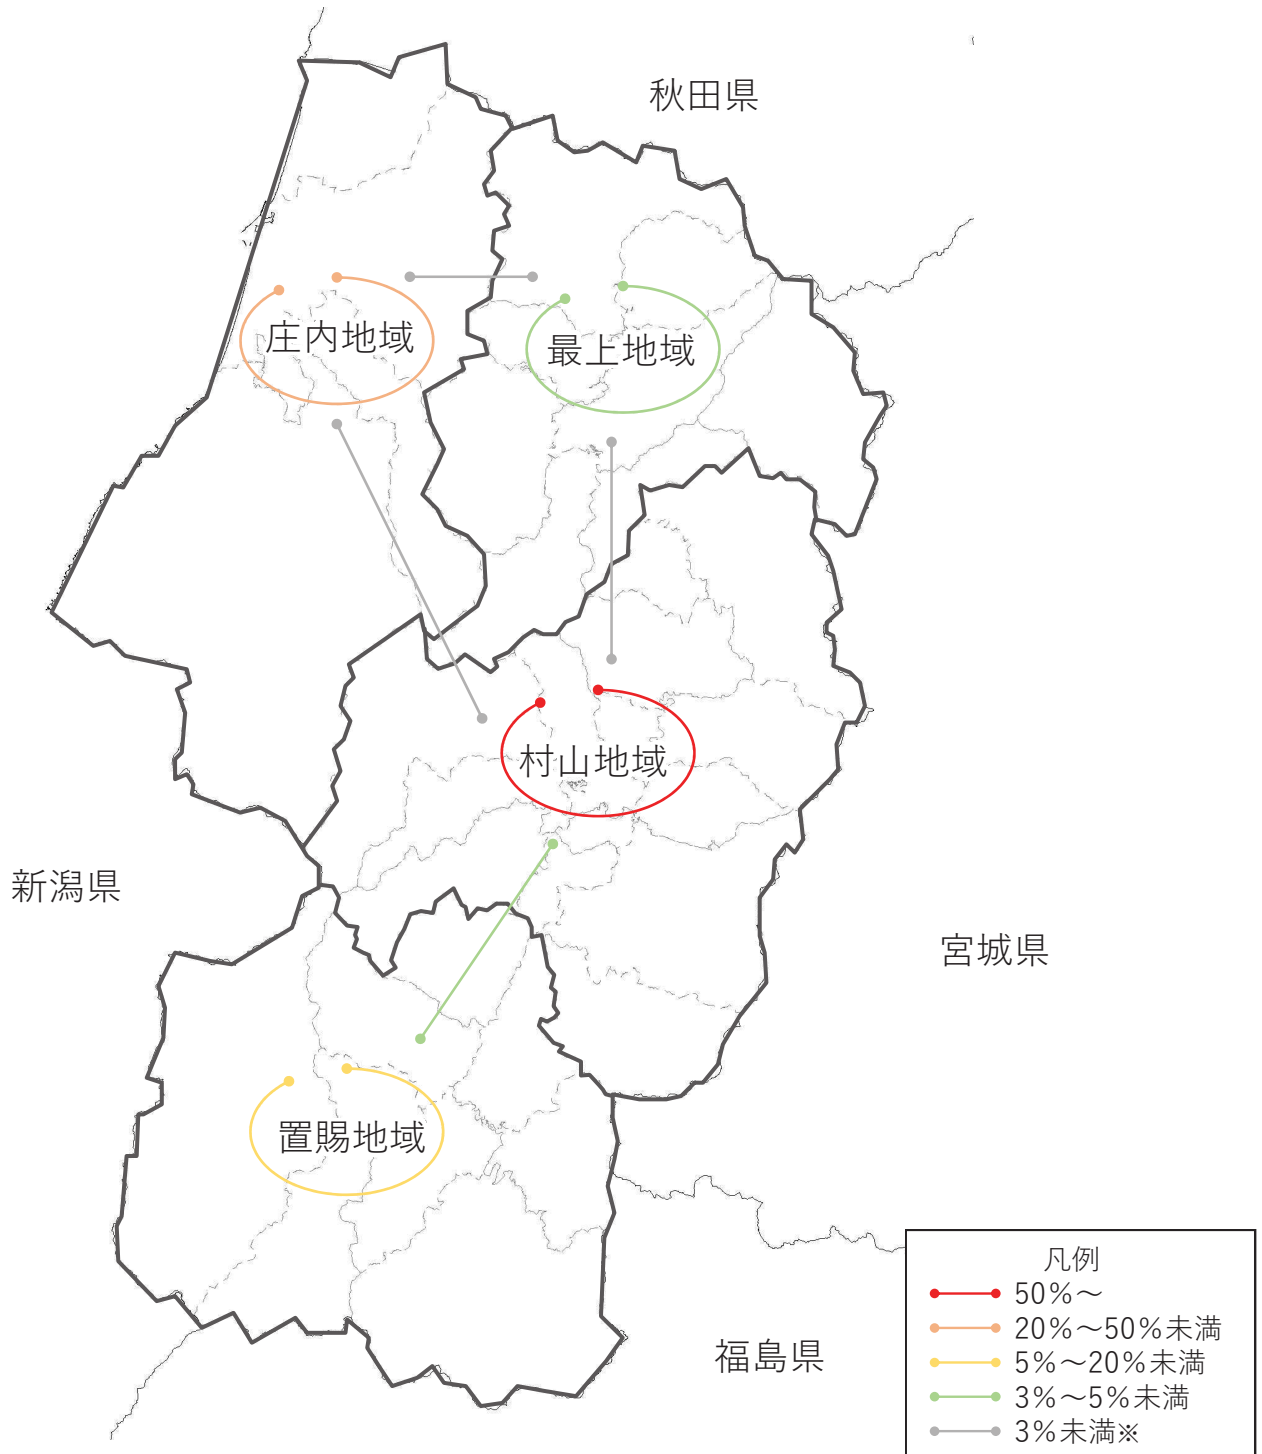 秋田県
庄内地域
最上地域
村山地域
新潟県
宮城県
置賜地域
福島県
凡例
50%～
20%～50%未満
5%～20%未満
3%～5%未満
3%未満※